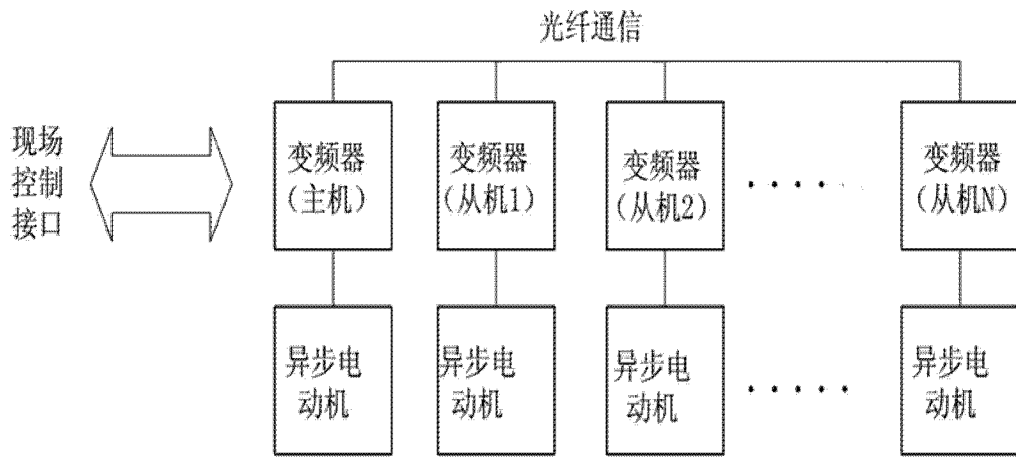 光纤通信
现场
控制
接口
变频器
(主机)
变频器
(从机1)
变频器
(从机2)
变频器
(从机N)
异步电
动机
异步电
动机
异步电
动机
异步电
动机